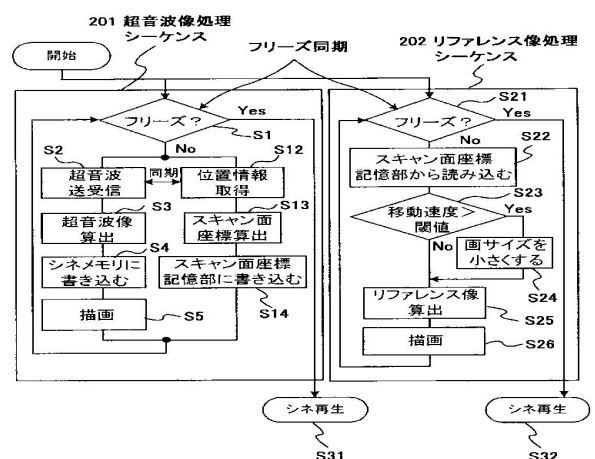 201 超音波像処理
シーケンス
フリーズ同期
202 リファレンス像処理
シーケンス
開始
フリーズ?
Yes
S1
No
S2
超音波
送受信
同期
S12
位置情報
取得
S3
超音波像
算出
S13
スキャン面
座標算出
S4
シネメモリに
書き込む
スキャン面座標
記憶部に書き込む
S14
描画
S5
シネ再生
S31
S21
フリーズ?
Yes
No
S22
スキャン面座標
記憶部から読み込む
S23
移動速度>
閾値
Yes
No
画サイズを
小さくする
S24
リファレンス像
算出
S25
描画
S26
シネ再生
S32